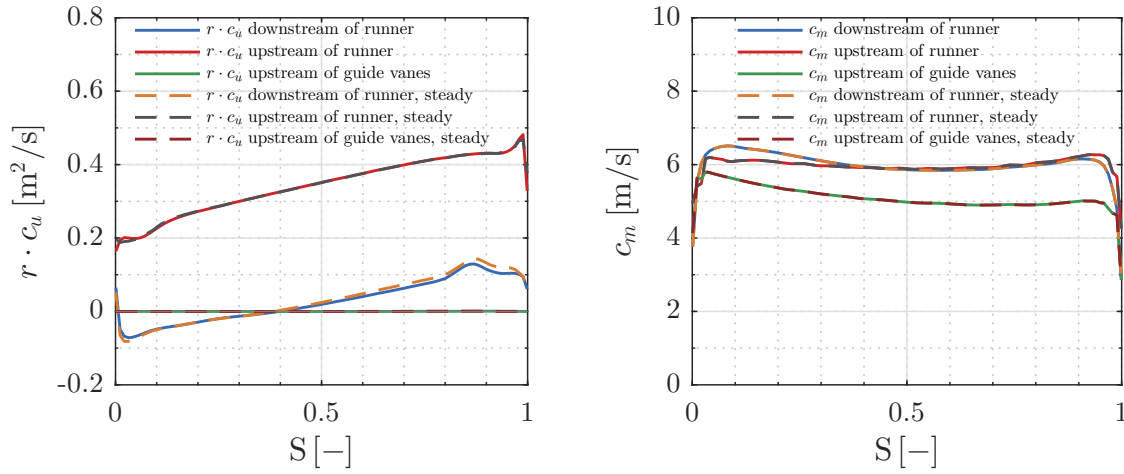 0.8
r · c_u downstream of runner
r · c_u upstream of runner
r · c_u upstream of guide vanes
r · c_u downstream of runner, steady
r · c_u upstream of runner, steady
r · c_u upstream of guide vanes, steady
0.6
0.4
0.2
0
-0.2
r · c_u [m²/s]
0 0.5 1
S [−]
10
c_m downstream of runner
c_m upstream of runner
c_m upstream of guide vanes
c_m downstream of runner, steady
c_m upstream of runner, steady
c_m upstream of guide vanes, steady
8
6
4
2
0
c_m [m/s]
0 0.5 1
S [−]